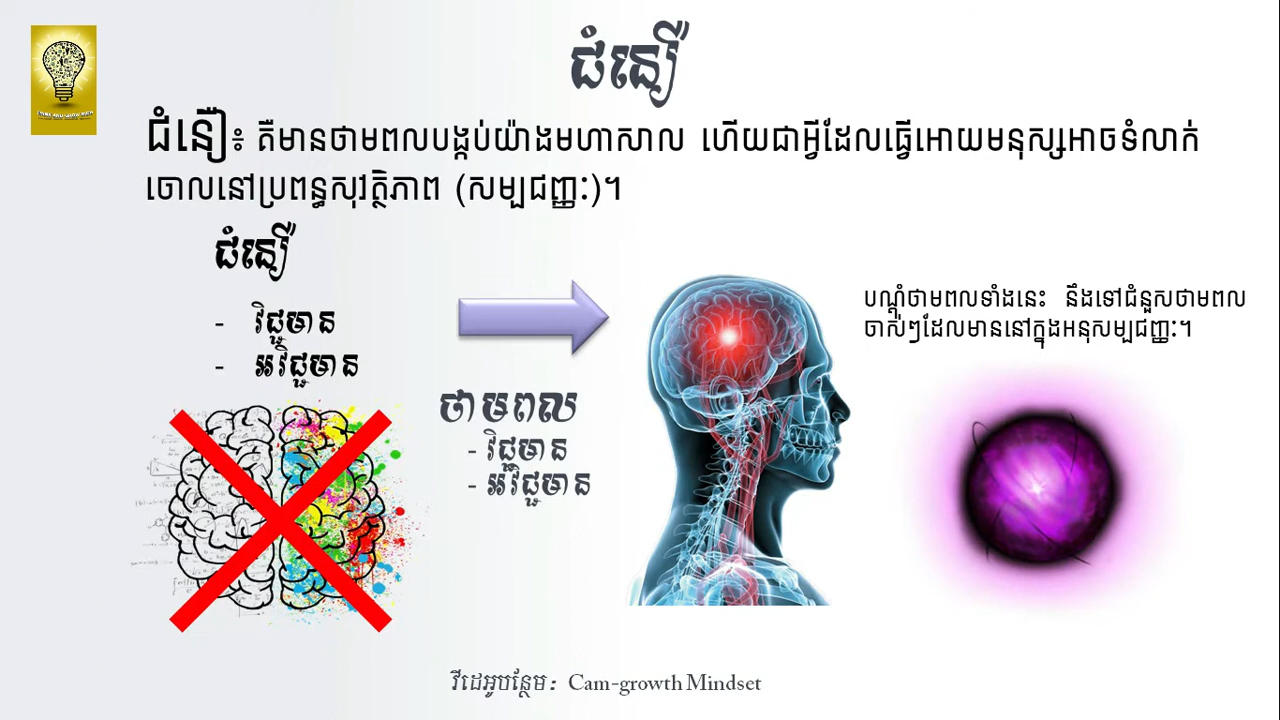 ជំនឿ
ជំនឿ៖ គឺមានថាមពលបង្កប់យ៉ាងមហាសាល ហើយជាអ្វីដែលធ្វើអោយមនុស្សអាចទំលាក់
ចោលនៅប្រពន្ធសុវត្ថិភាព (សម្បជញ្ញៈ)។
ជំនឿ
- វិជ្ជមាន
- អវិជ្ជមាន
ថាមពល
- វិជ្ជមាន
- អវិជ្ជមាន
បណ្ដុំថាមពលទាំងនេះ នឹងទៅជំនួសថាមពល
ចាស់ៗដែលមាននៅក្នុងអនុសម្បជញ្ញៈ។
វីដេអូបន្ថែម៖ Cam-growth Mindset